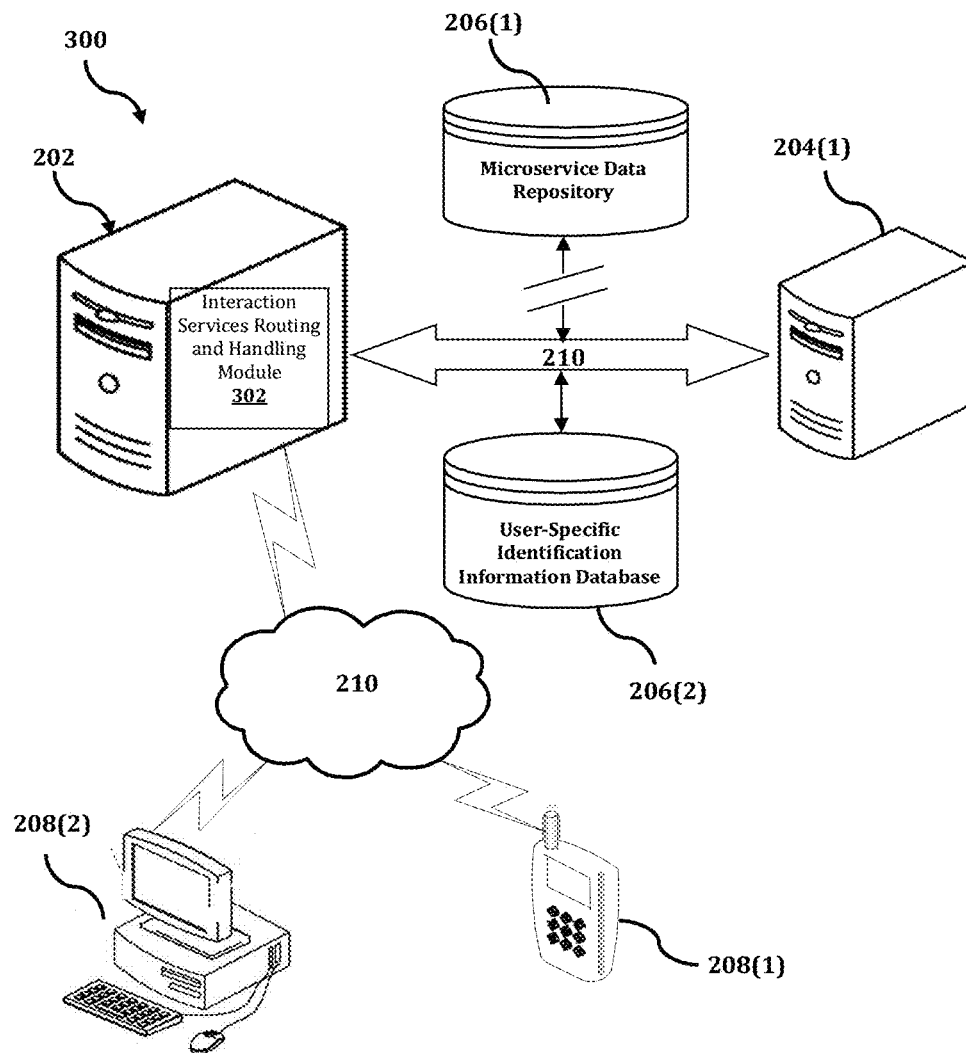 206(1)
300
204(1)
202
Microservice Data
Repository
Interaction
Services Routing
and Handling
Module
302
210
User-Specific
Identification
Information Database
210
206(2)
208(2)
208(1)